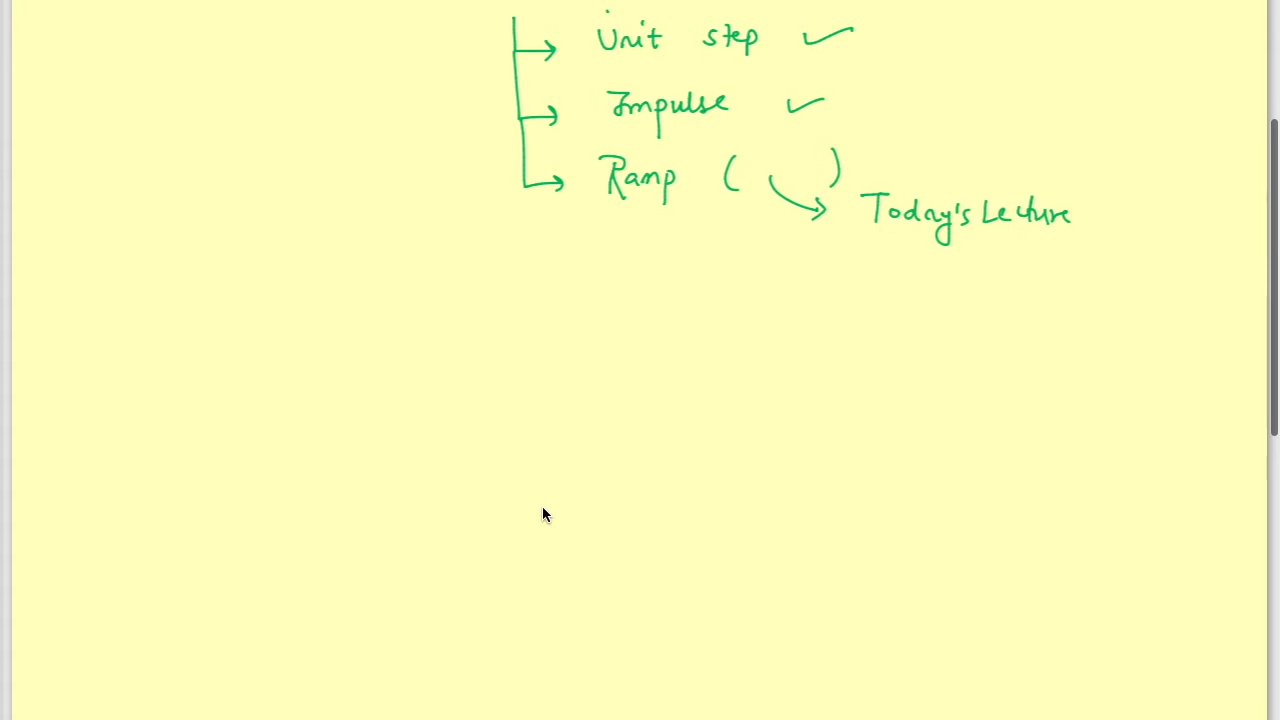 Unit step ✓
Impulse ✓
Ramp ( )
Today's Lecture